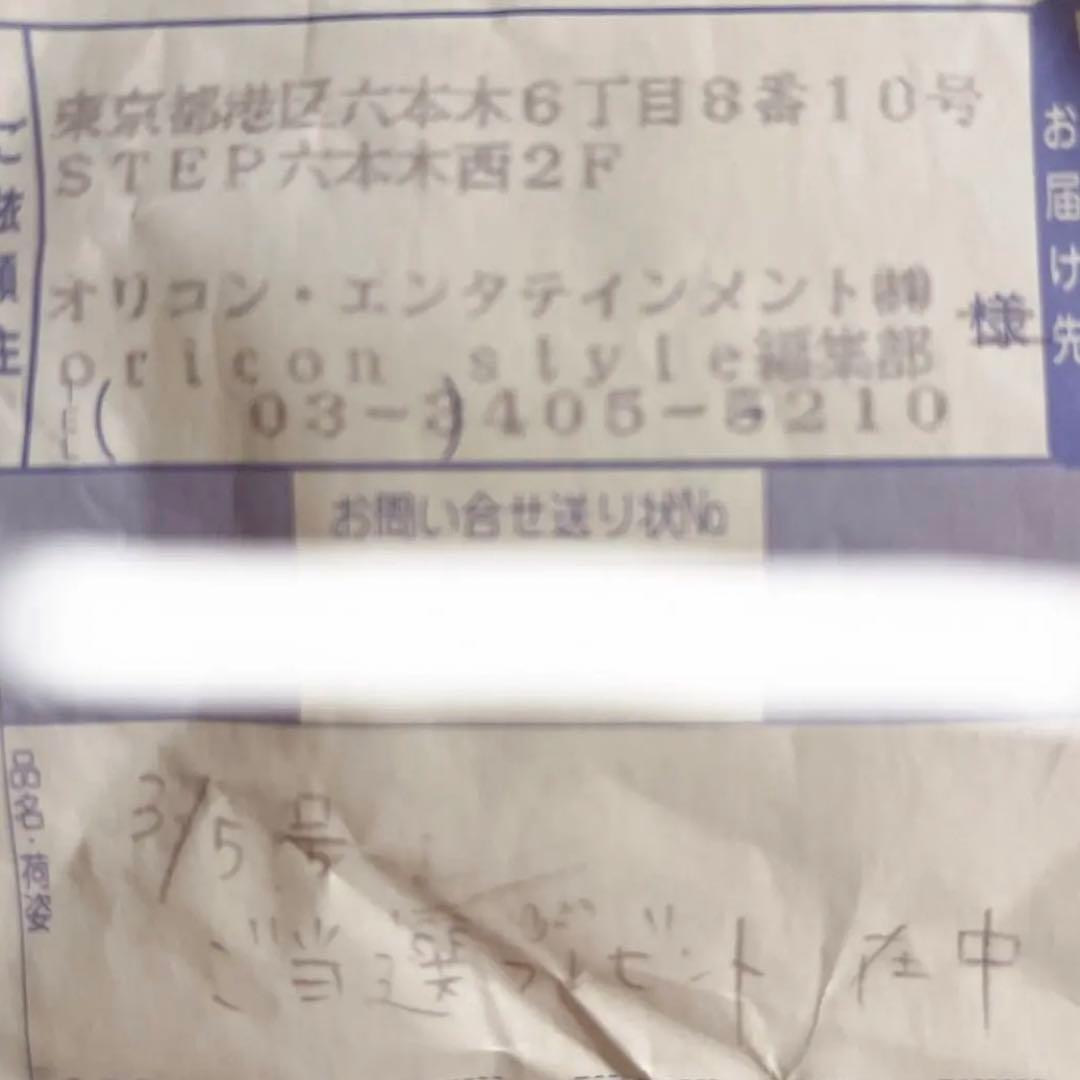 ご依頼主
東京都港区六本木6丁目8番10号
STEP六本木西2F
オリコン・エンタテインメント㈱
oricon style編集部
様
TEL( 03-3)405-5210
お届け先
お問い合せ送り状No
品名・荷姿
3/5号
ご当選プレゼント在中